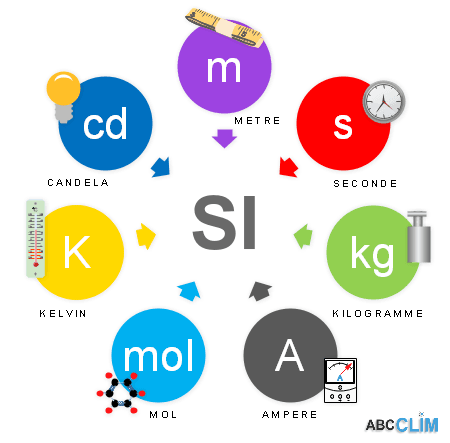 m
METRE
cd
CANDELA
s
SECONDE
SI
K
KELVIN
kg
KILOGRAMME
mol
MOL
A
AMPERE
A
ABCCLIM